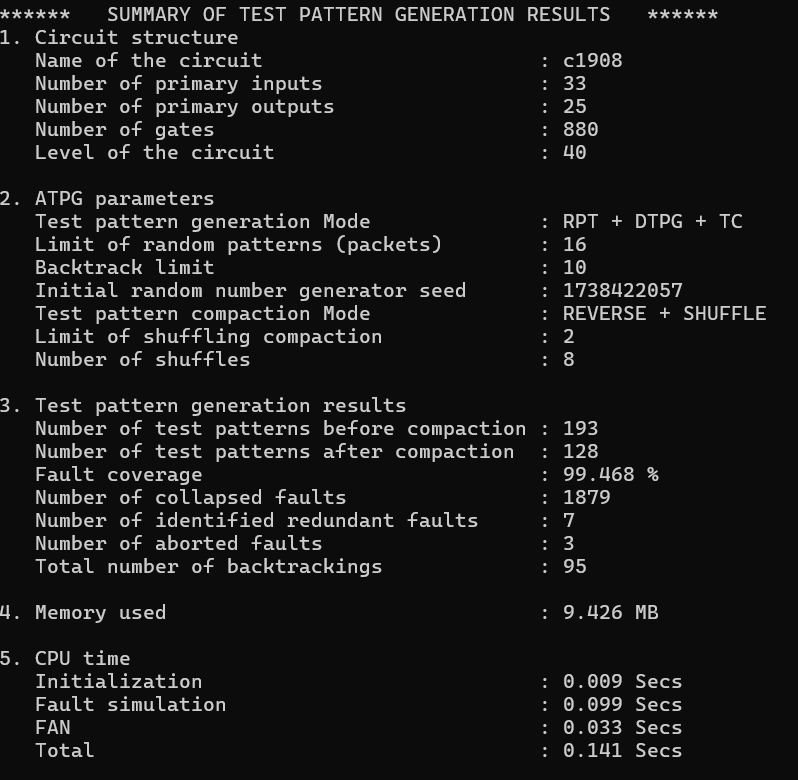 ******   SUMMARY OF TEST PATTERN GENERATION RESULTS   ******
1. Circuit structure
   Name of the circuit                       : c1908
   Number of primary inputs                  : 33
   Number of primary outputs                 : 25
   Number of gates                           : 880
   Level of the circuit                      : 40

2. ATPG parameters
   Test pattern generation Mode              : RPT + DTPG + TC
   Limit of random patterns (packets)        : 16
   Backtrack limit                           : 10
   Initial random number generator seed      : 1738422057
   Test pattern compaction Mode              : REVERSE + SHUFFLE
   Limit of shuffling compaction             : 2
   Number of shuffles                        : 8

3. Test pattern generation results
   Number of test patterns before compaction : 193
   Number of test patterns after compaction  : 128
   Fault coverage                            : 99.468 %
   Number of collapsed faults                : 1879
   Number of identified redundant faults     : 7
   Number of aborted faults                  : 3
   Total number of backtrackings             : 95

4. Memory used                               : 9.426 MB

5. CPU time
   Initialization                            : 0.009 Secs
   Fault simulation                          : 0.099 Secs
   FAN                                       : 0.033 Secs
   Total                                     : 0.141 Secs